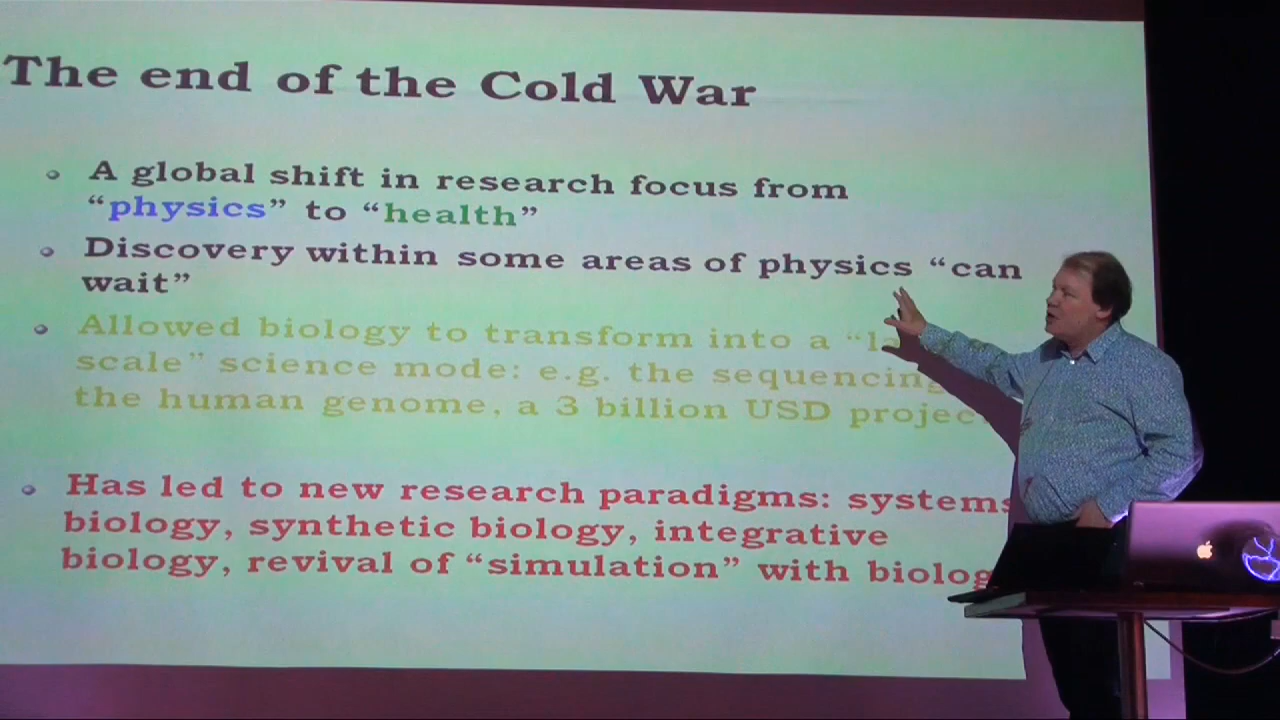 The end of the Cold War
A global shift in research focus from
“physics” to “health”
Discovery within some areas of physics “can
wait”
Allowed biology to transform into a
scale” science mode: e.g. the sequencing
the human genome, a 3 billion USD
Has led to new research paradigms: systems
biology, synthetic biology, integrative
biology, revival of “simulation” with